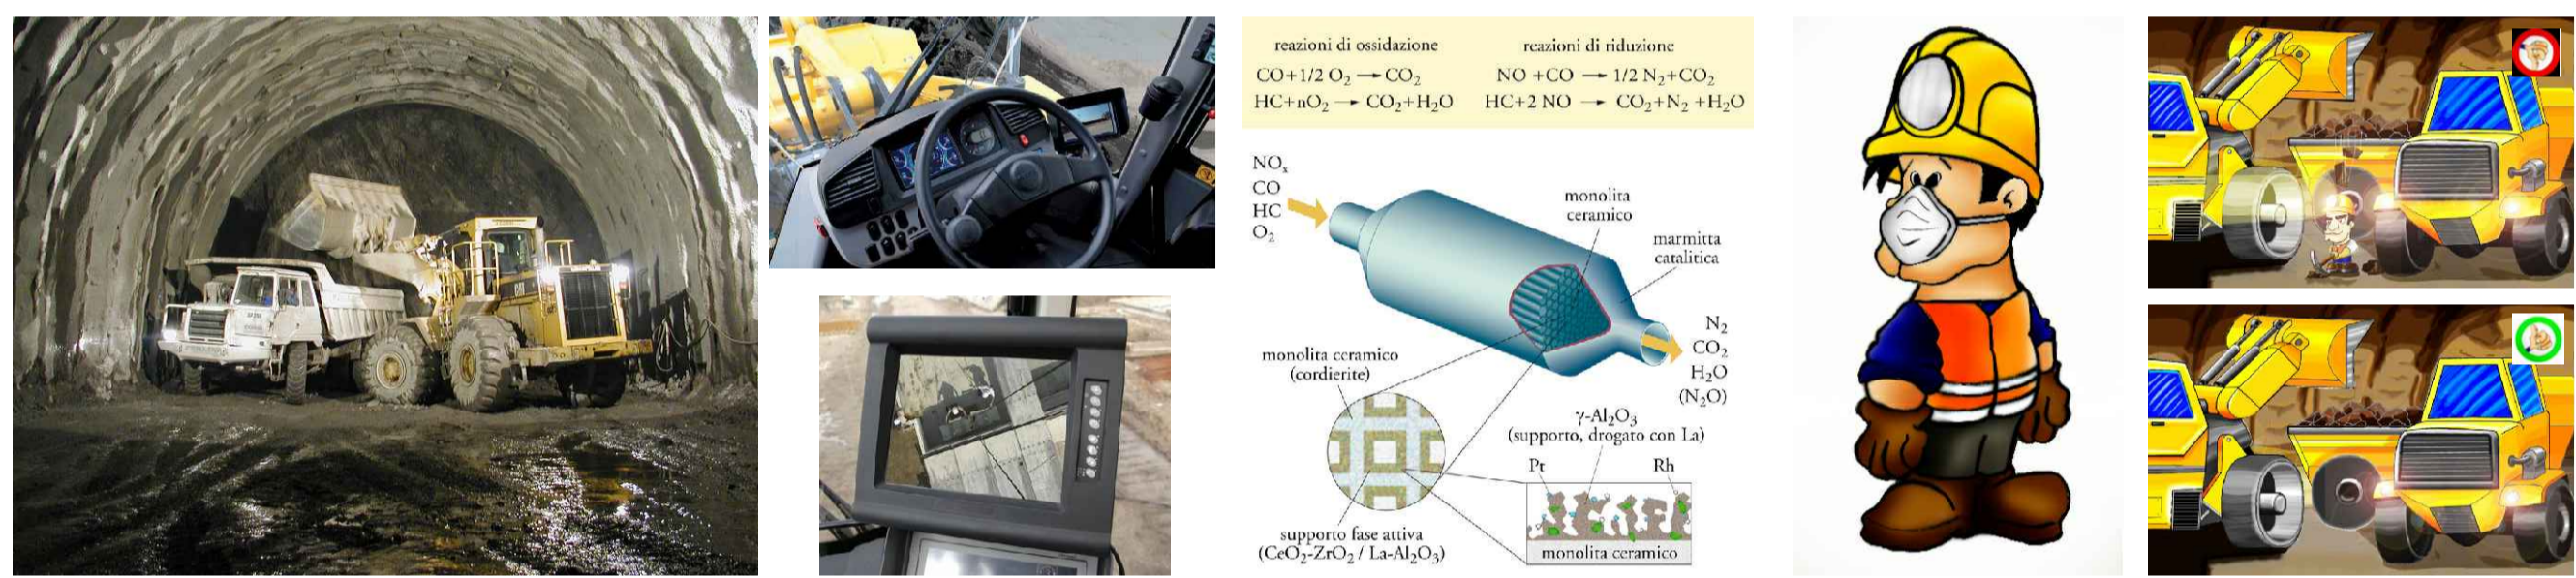 CAT
reazioni di ossidazione
CO+1/2 O₂ → CO₂
HC+nO₂ → CO₂+H₂O
reazioni di riduzione
NO +CO → 1/2 N₂+CO₂
HC+2 NO → CO₂+N₂ +H₂O
NOₓ
CO
HC
O₂
monolita
ceramico
marmitta
catalitica
N₂
CO₂
H₂O
(N₂O)
monolita ceramico
(cordierite)
γ-Al₂O₃
(supporto, drogato con La)
Pt
Rh
supporto fase attiva
(CeO₂-ZrO₂ / La-Al₂O₃)
monolita ceramico